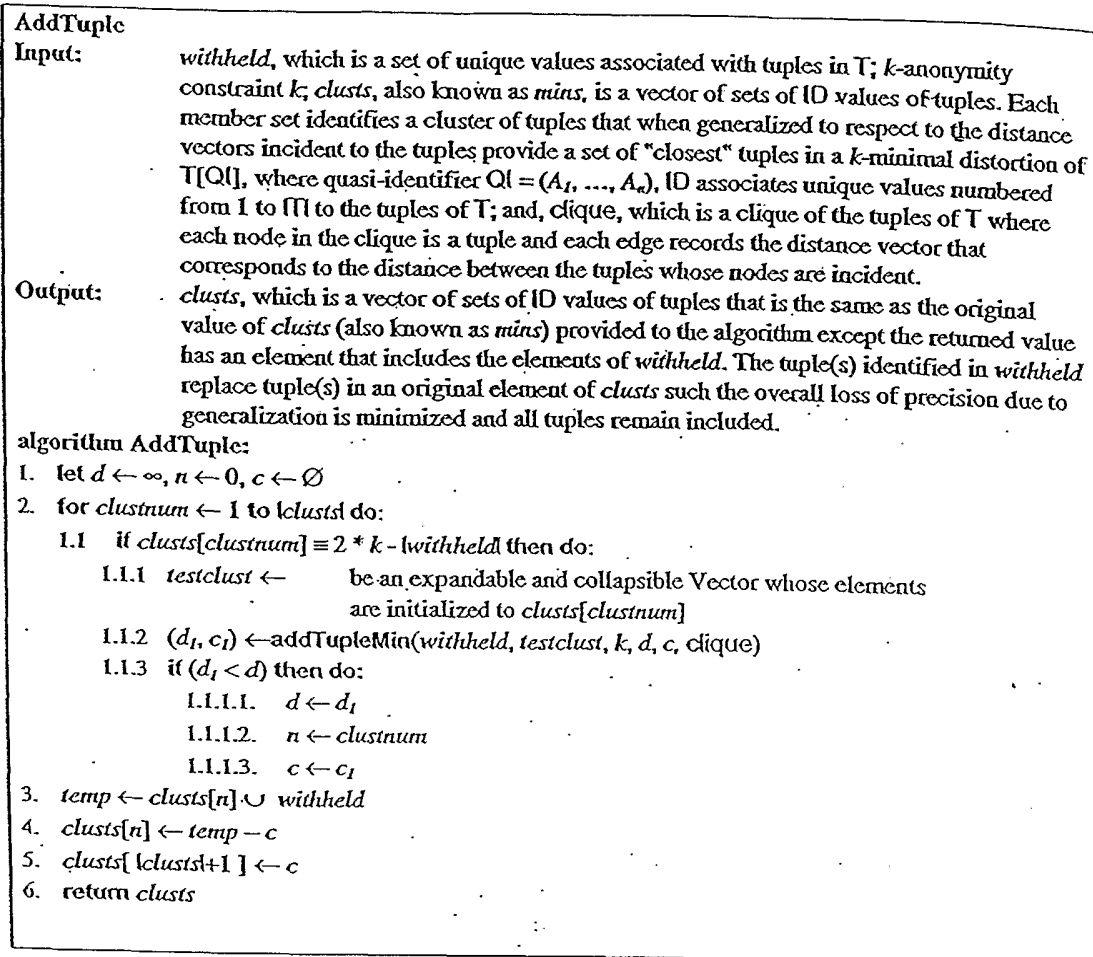 AddTuple
Input: withheld, which is a set of unique values associated with tuples in T; k-anonymity
constraint k; clusts, also known as mins, is a vector of sets of ID values of tuples. Each
member set identifies a cluster of tuples that when generalized to respect to the distance
vectors incident to the tuples provide a set of "closest" tuples in a k-minimal distortion of
T[QI], where quasi-identifier QI = (A₁, ..., Aₙ), ID associates unique values numbered
from 1 to |T| to the tuples of T; and, clique, which is a clique of the tuples of T where
each node in the clique is a tuple and each edge records the distance vector that
corresponds to the distance between the tuples whose nodes are incident.
Output: clusts, which is a vector of sets of ID values of tuples that is the same as the original
value of clusts (also known as mins) provided to the algorithm except the returned value
has an element that includes the elements of withheld. The tuple(s) identified in withheld
replace tuple(s) in an original element of clusts such the overall loss of precision due to
generalization is minimized and all tuples remain included.
algorithm AddTuple:
1. let d ← ∞, n ← 0, c ← ∅
2. for clustnum ← 1 to |clusts| do:
1.1 if clusts[clustnum] ≡ 2 * k - |withheld| then do:
1.1.1 testclust ← be an expandable and collapsible Vector whose elements
are initialized to clusts[clustnum]
1.1.2 (d₁, c₁) ←addTupleMin(withheld, testclust, k, d, c, clique)
1.1.3 if (d₁ < d) then do:
1.1.1.1. d ← d₁
1.1.1.2. n ← clustnum
1.1.1.3. c ← c₁
3. temp ← clusts[n] ∪ withheld
4. clusts[n] ← temp – c
5. clusts[ |clusts|+1 ] ← c
6. return clusts